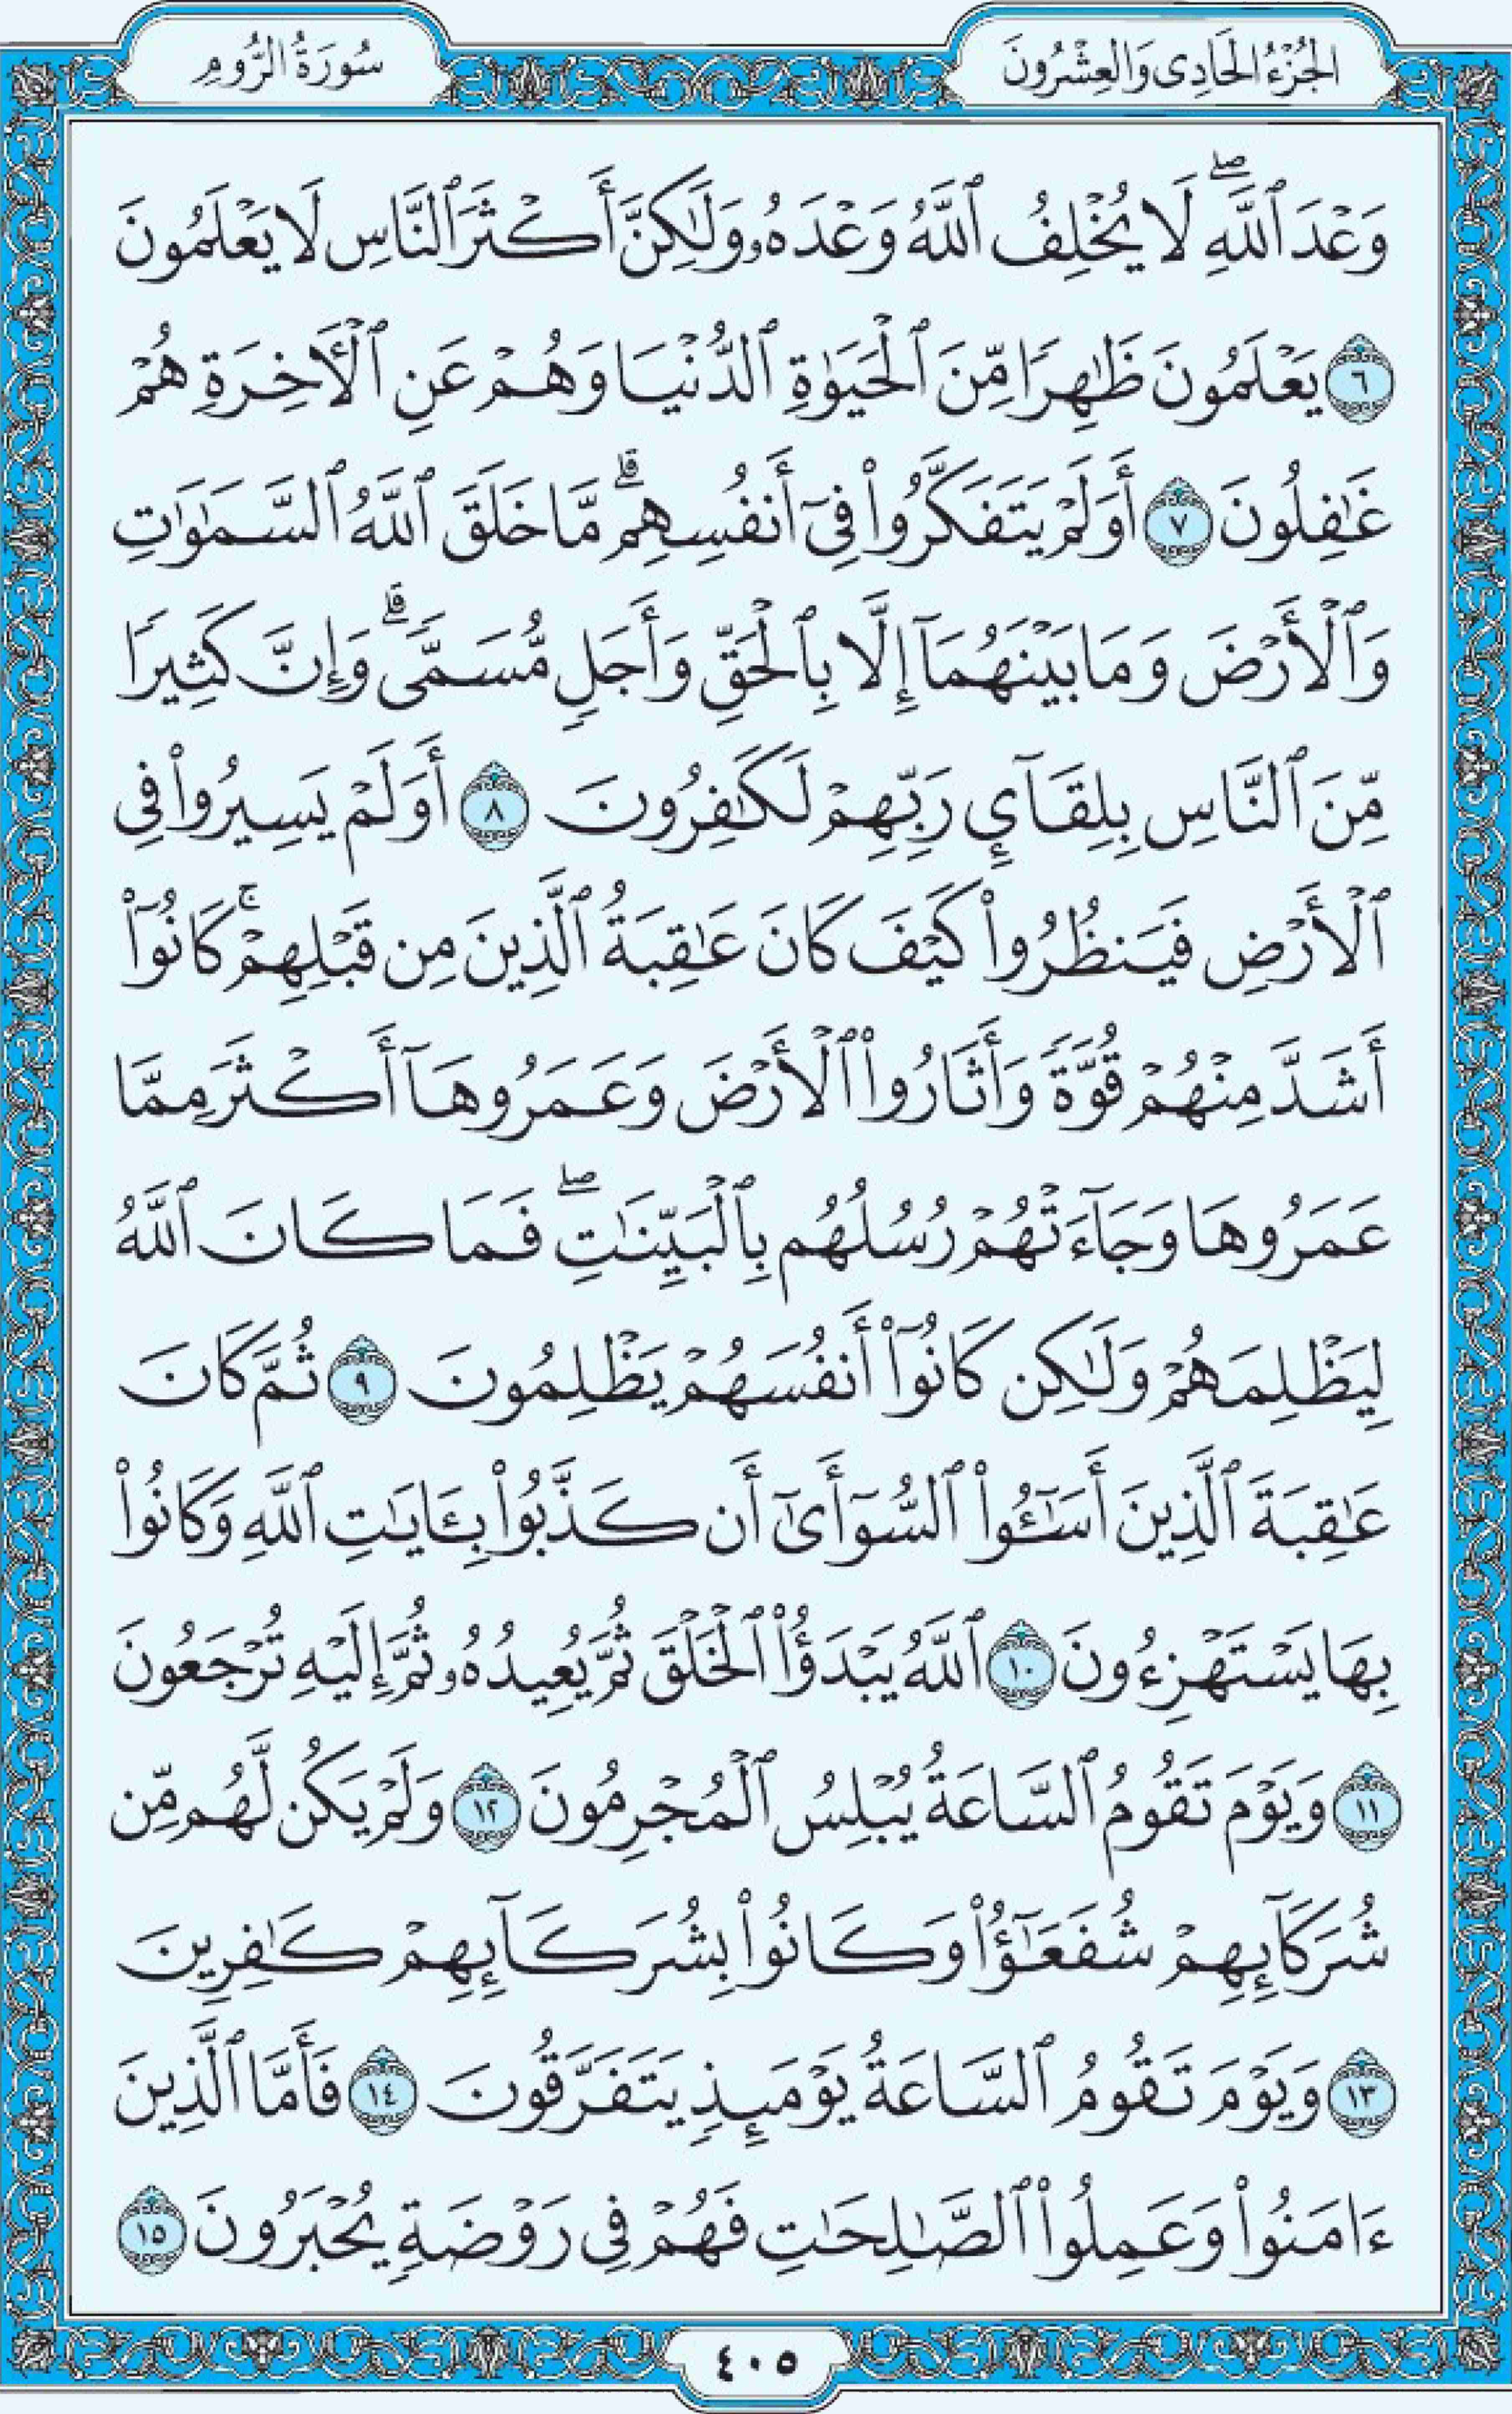 الجُزْءُ الحَادِى وَالعِشْرُونَ
سُورَةُ الرُّومِ
وَعْدَ ٱللَّهِۖ لَا يُخْلِفُ ٱللَّهُ وَعْدَهُۥ وَلَٰكِنَّ أَكْثَرَ ٱلنَّاسِ لَا يَعْلَمُونَ
٦ يَعْلَمُونَ ظَٰهِرًا مِّنَ ٱلْحَيَوٰةِ ٱلدُّنْيَا وَهُمْ عَنِ ٱلْأٓخِرَةِ هُمْ
غَٰفِلُونَ ٧ أَوَلَمْ يَتَفَكَّرُوا۟ فِىٓ أَنفُسِهِمۗ مَّا خَلَقَ ٱللَّهُ ٱلسَّمَٰوَٰتِ
وَٱلْأَرْضَ وَمَا بَيْنَهُمَآ إِلَّا بِٱلْحَقِّ وَأَجَلٍ مُّسَمًّىۗ وَإِنَّ كَثِيرًا
مِّنَ ٱلنَّاسِ بِلِقَآئِ رَبِّهِمْ لَكَٰفِرُونَ ٨ أَوَلَمْ يَسِيرُوا۟ فِى
ٱلْأَرْضِ فَيَنظُرُوا۟ كَيْفَ كَانَ عَٰقِبَةُ ٱلَّذِينَ مِن قَبْلِهِمْۚ كَانُوٓا۟
أَشَدَّ مِنْهُمْ قُوَّةً وَأَثَارُوا۟ ٱلْأَرْضَ وَعَمَرُوهَآ أَكْثَرَ مِمَّا
عَمَرُوهَا وَجَآءَتْهُمْ رُسُلُهُم بِٱلْبَيِّنَٰتِۖ فَمَا كَانَ ٱللَّهُ
لِيَظْلِمَهُمْ وَلَٰكِن كَانُوٓا۟ أَنفُسَهُمْ يَظْلِمُونَ ٩ ثُمَّ كَانَ
عَٰقِبَةَ ٱلَّذِينَ أَسَٰٓـُٔوا۟ ٱلسُّوٓأَىٰٓ أَن كَذَّبُوا۟ بِـَٔايَٰتِ ٱللَّهِ وَكَانُوا۟
بِهَا يَسْتَهْزِءُونَ ١٠ ٱللَّهُ يَبْدَؤُا۟ ٱلْخَلْقَ ثُمَّ يُعِيدُهُۥ ثُمَّ إِلَيْهِ تُرْجَعُونَ
١١ وَيَوْمَ تَقُومُ ٱلسَّاعَةُ يُبْلِسُ ٱلْمُجْرِمُونَ ١٢ وَلَمْ يَكُن لَّهُم مِّن
شُرَكَآئِهِمْ شُفَعَٰٓؤُا۟ وَكَانُوا۟ بِشُرَكَآئِهِمْ كَٰفِرِينَ
١٣ وَيَوْمَ تَقُومُ ٱلسَّاعَةُ يَوْمَئِذٍ يَتَفَرَّقُونَ ١٤ فَأَمَّا ٱلَّذِينَ
ءَامَنُوا۟ وَعَمِلُوا۟ ٱلصَّٰلِحَٰتِ فَهُمْ فِى رَوْضَةٍ يُحْبَرُونَ ١٥
٤٠٥